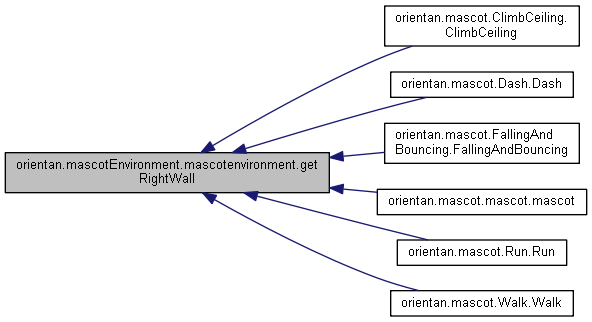 orientan.mascot.ClimbCeiling.
ClimbCeiling
orientan.mascot.Dash.Dash
orientan.mascot.FallingAnd
Bouncing.FallingAndBouncing
orientan.mascotEnvironment.mascotenvironment.get
RightWall
orientan.mascot.mascot.mascot
orientan.mascot.Run.Run
orientan.mascot.Walk.Walk